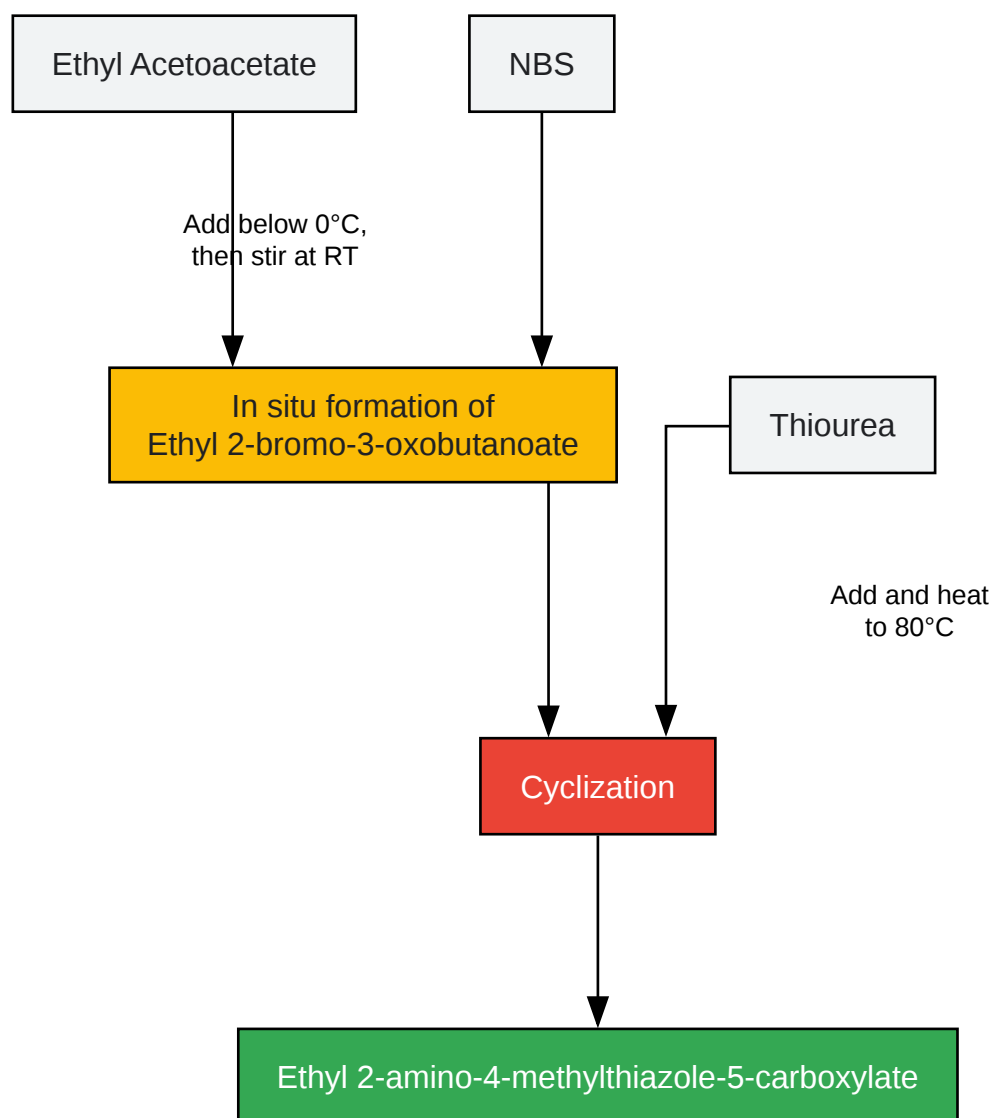 Ethyl Acetoacetate
NBS
Add below 0°C,
then stir at RT
In situ formation of
Ethyl 2-bromo-3-oxobutanoate
Thiourea
Add and heat
to 80°C
Cyclization
Ethyl 2-amino-4-methylthiazole-5-carboxylate